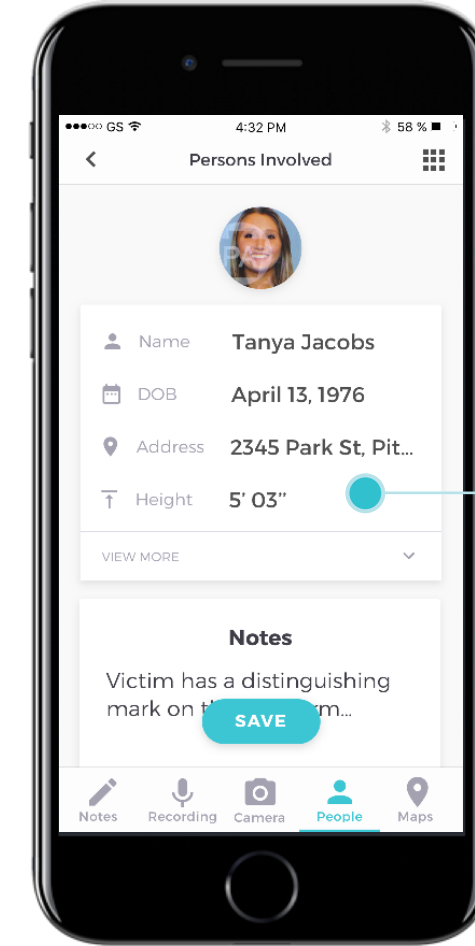 GS 4:32 PM 58 %
Persons Involved
PA
Name Tanya Jacobs
DOB April 13, 1976
Address 2345 Park St, Pit...
Height 5' 03"
VIEW MORE
Notes
Victim has a distinguishing
mark on m...
SAVE
Notes Recording Camera People Maps